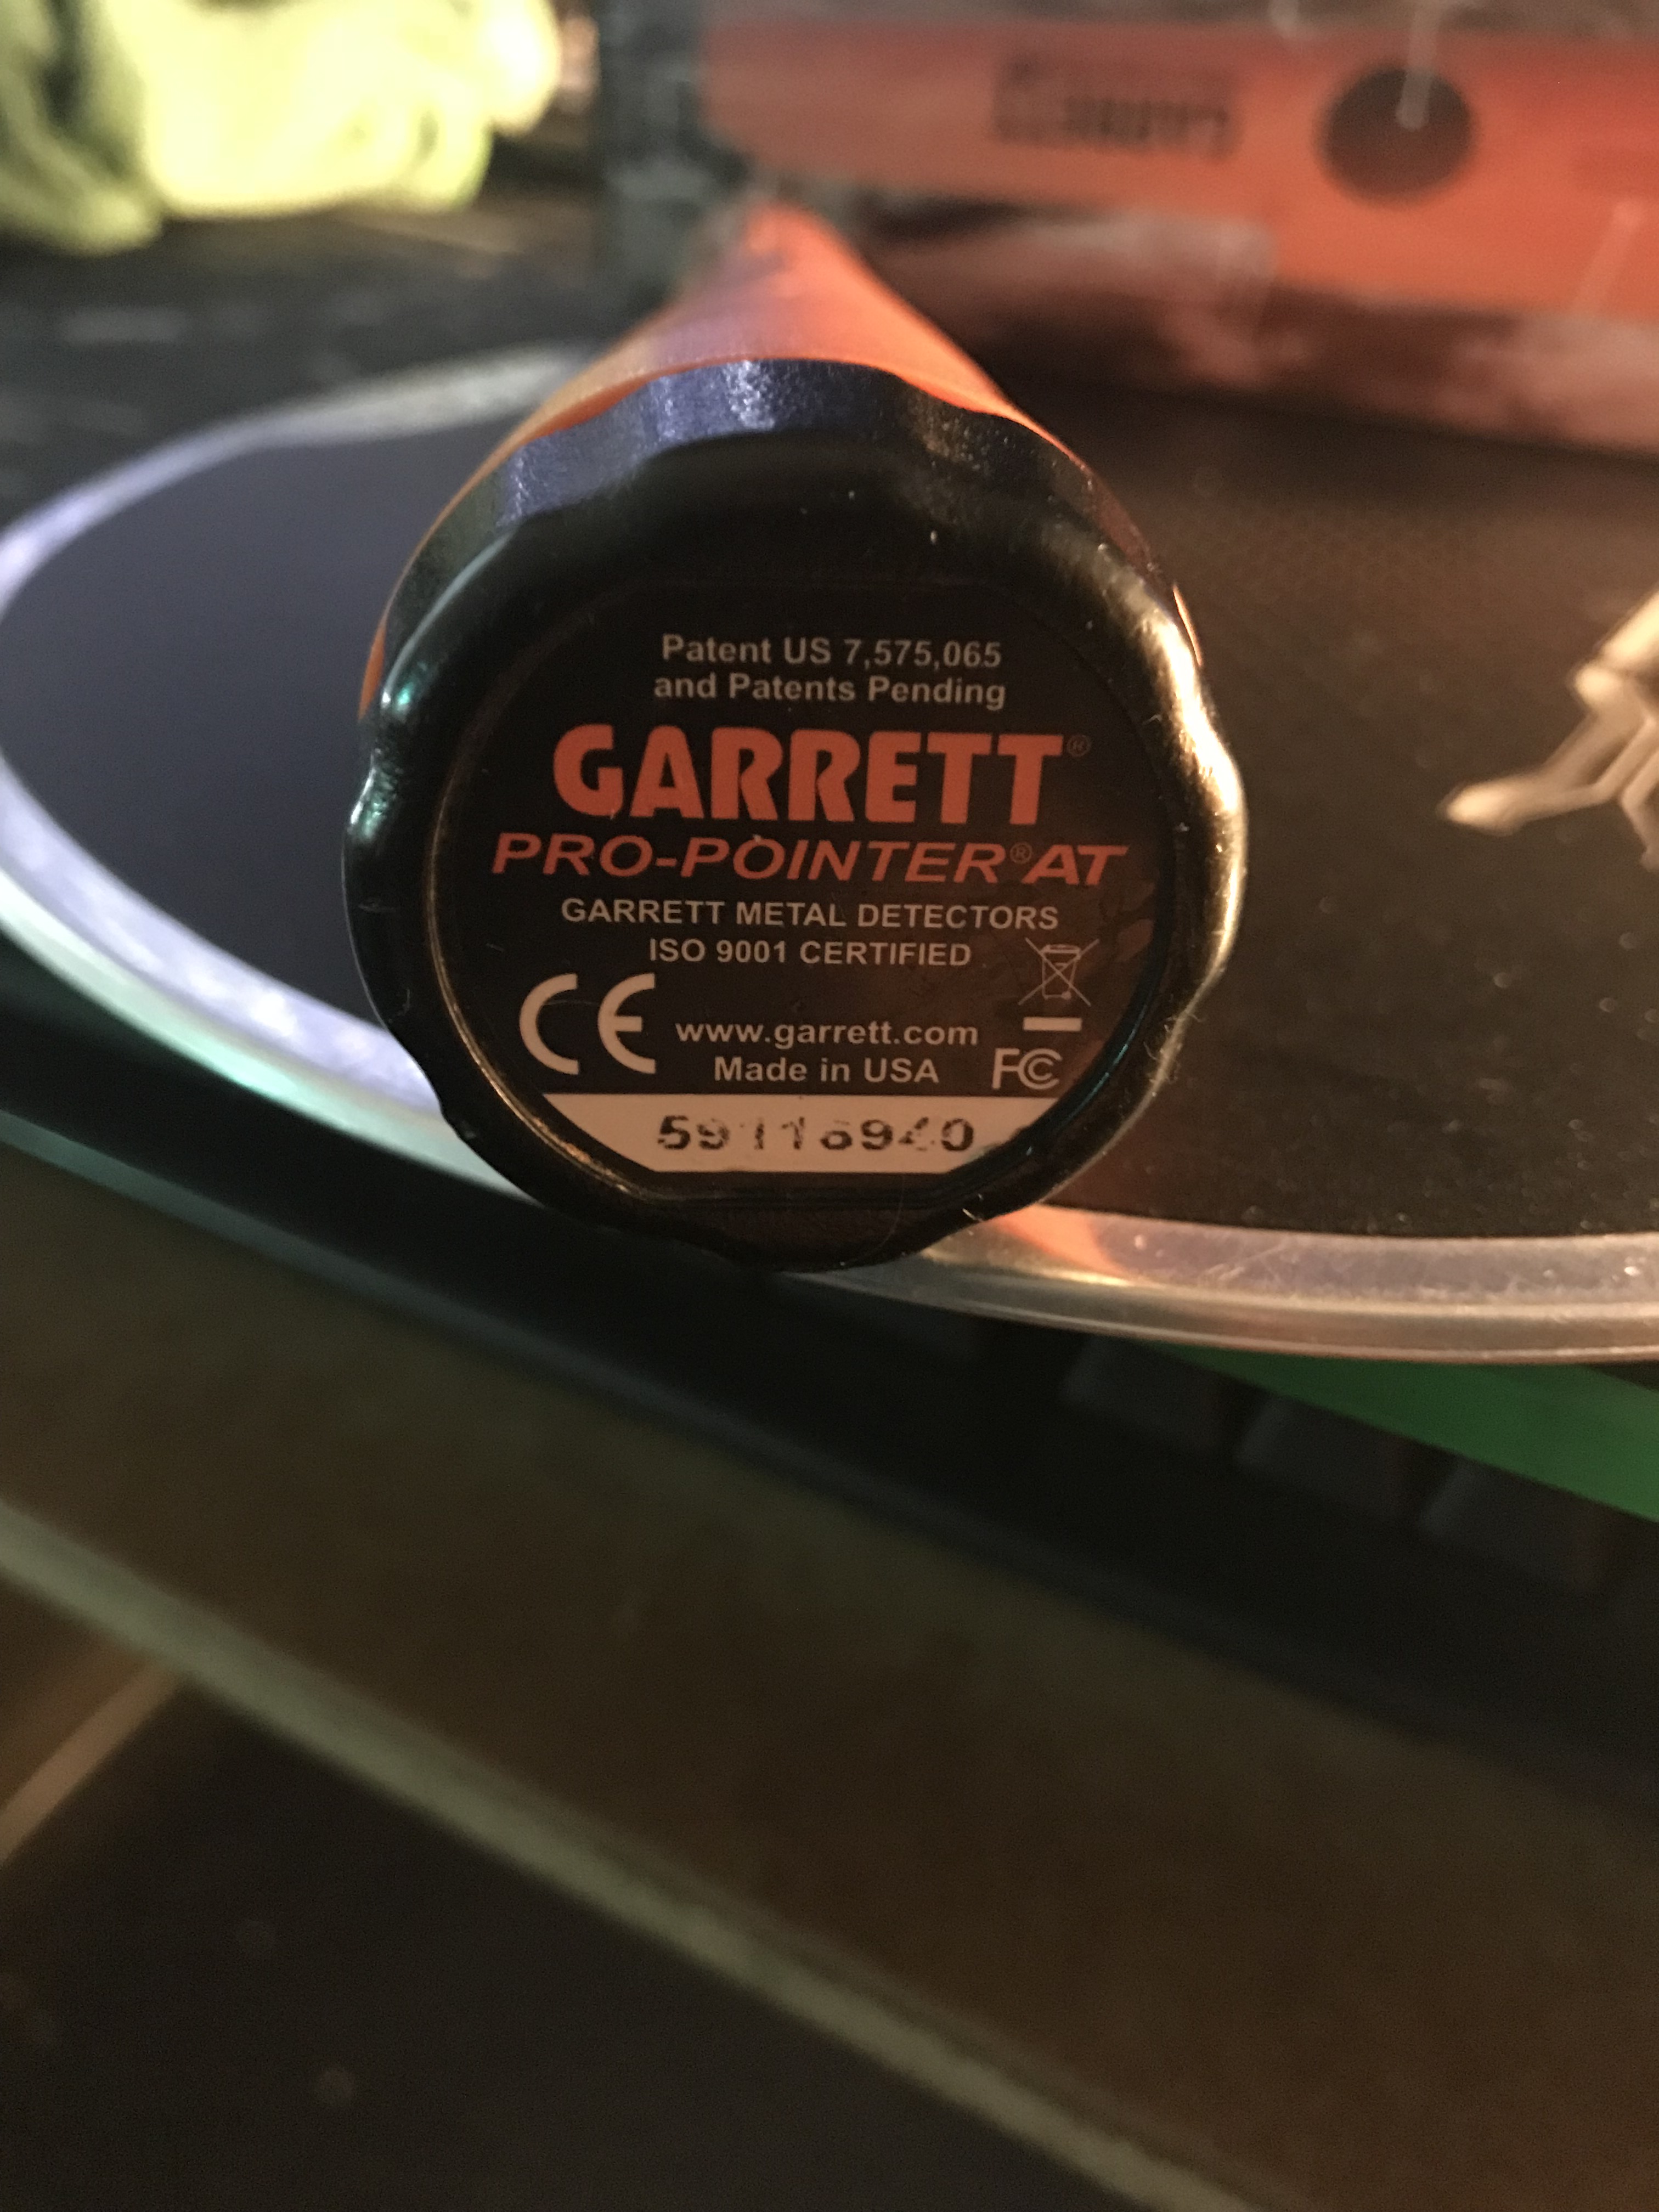 Patent US 7,575,065
and Patents Pending
GARRETT®
PRO-POINTER® AT
GARRETT METAL DETECTORS
ISO 9001 CERTIFIED
CE www.garrett.com
Made in USA FC